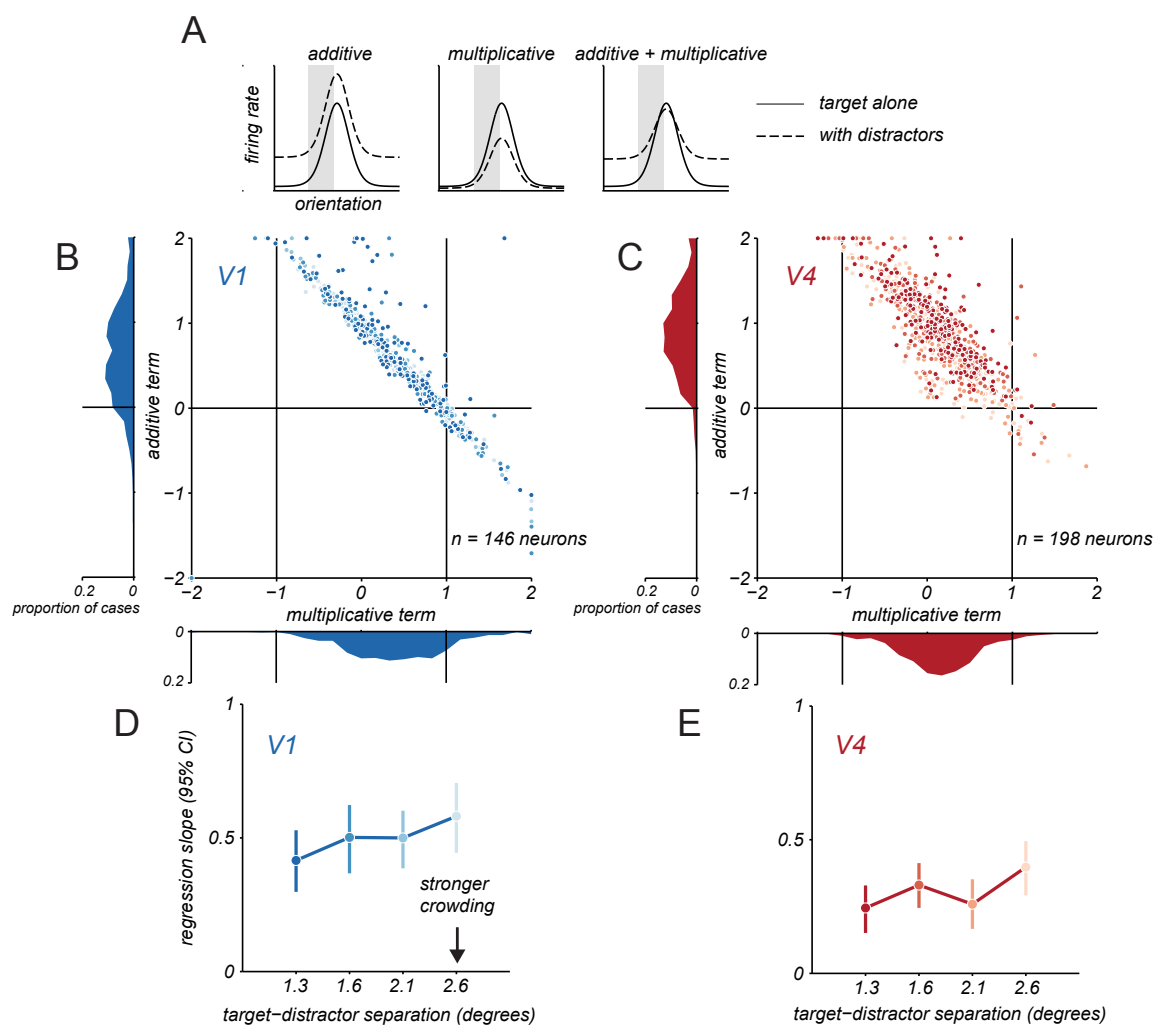 A
additive
multiplicative
additive + multiplicative
firing rate
orientation
target alone
with distractors
B
V1
2
1
0
−1
−2
additive term
0.2
0
proportion of cases
−2
−1
0
1
2
multiplicative term
n = 146 neurons
0
0.2
C
V4
2
1
0
−1
−2
additive term
0.2
0
proportion of cases
−2
−1
0
1
2
multiplicative term
n = 198 neurons
0
0.2
D
V1
1
0.5
0
regression slope (95% CI)
stronger
crowding
1.3
1.6
2.1
2.6
target−distractor separation (degrees)
E
V4
1
0.5
0
1.3
1.6
2.1
2.6
target−distractor separation (degrees)